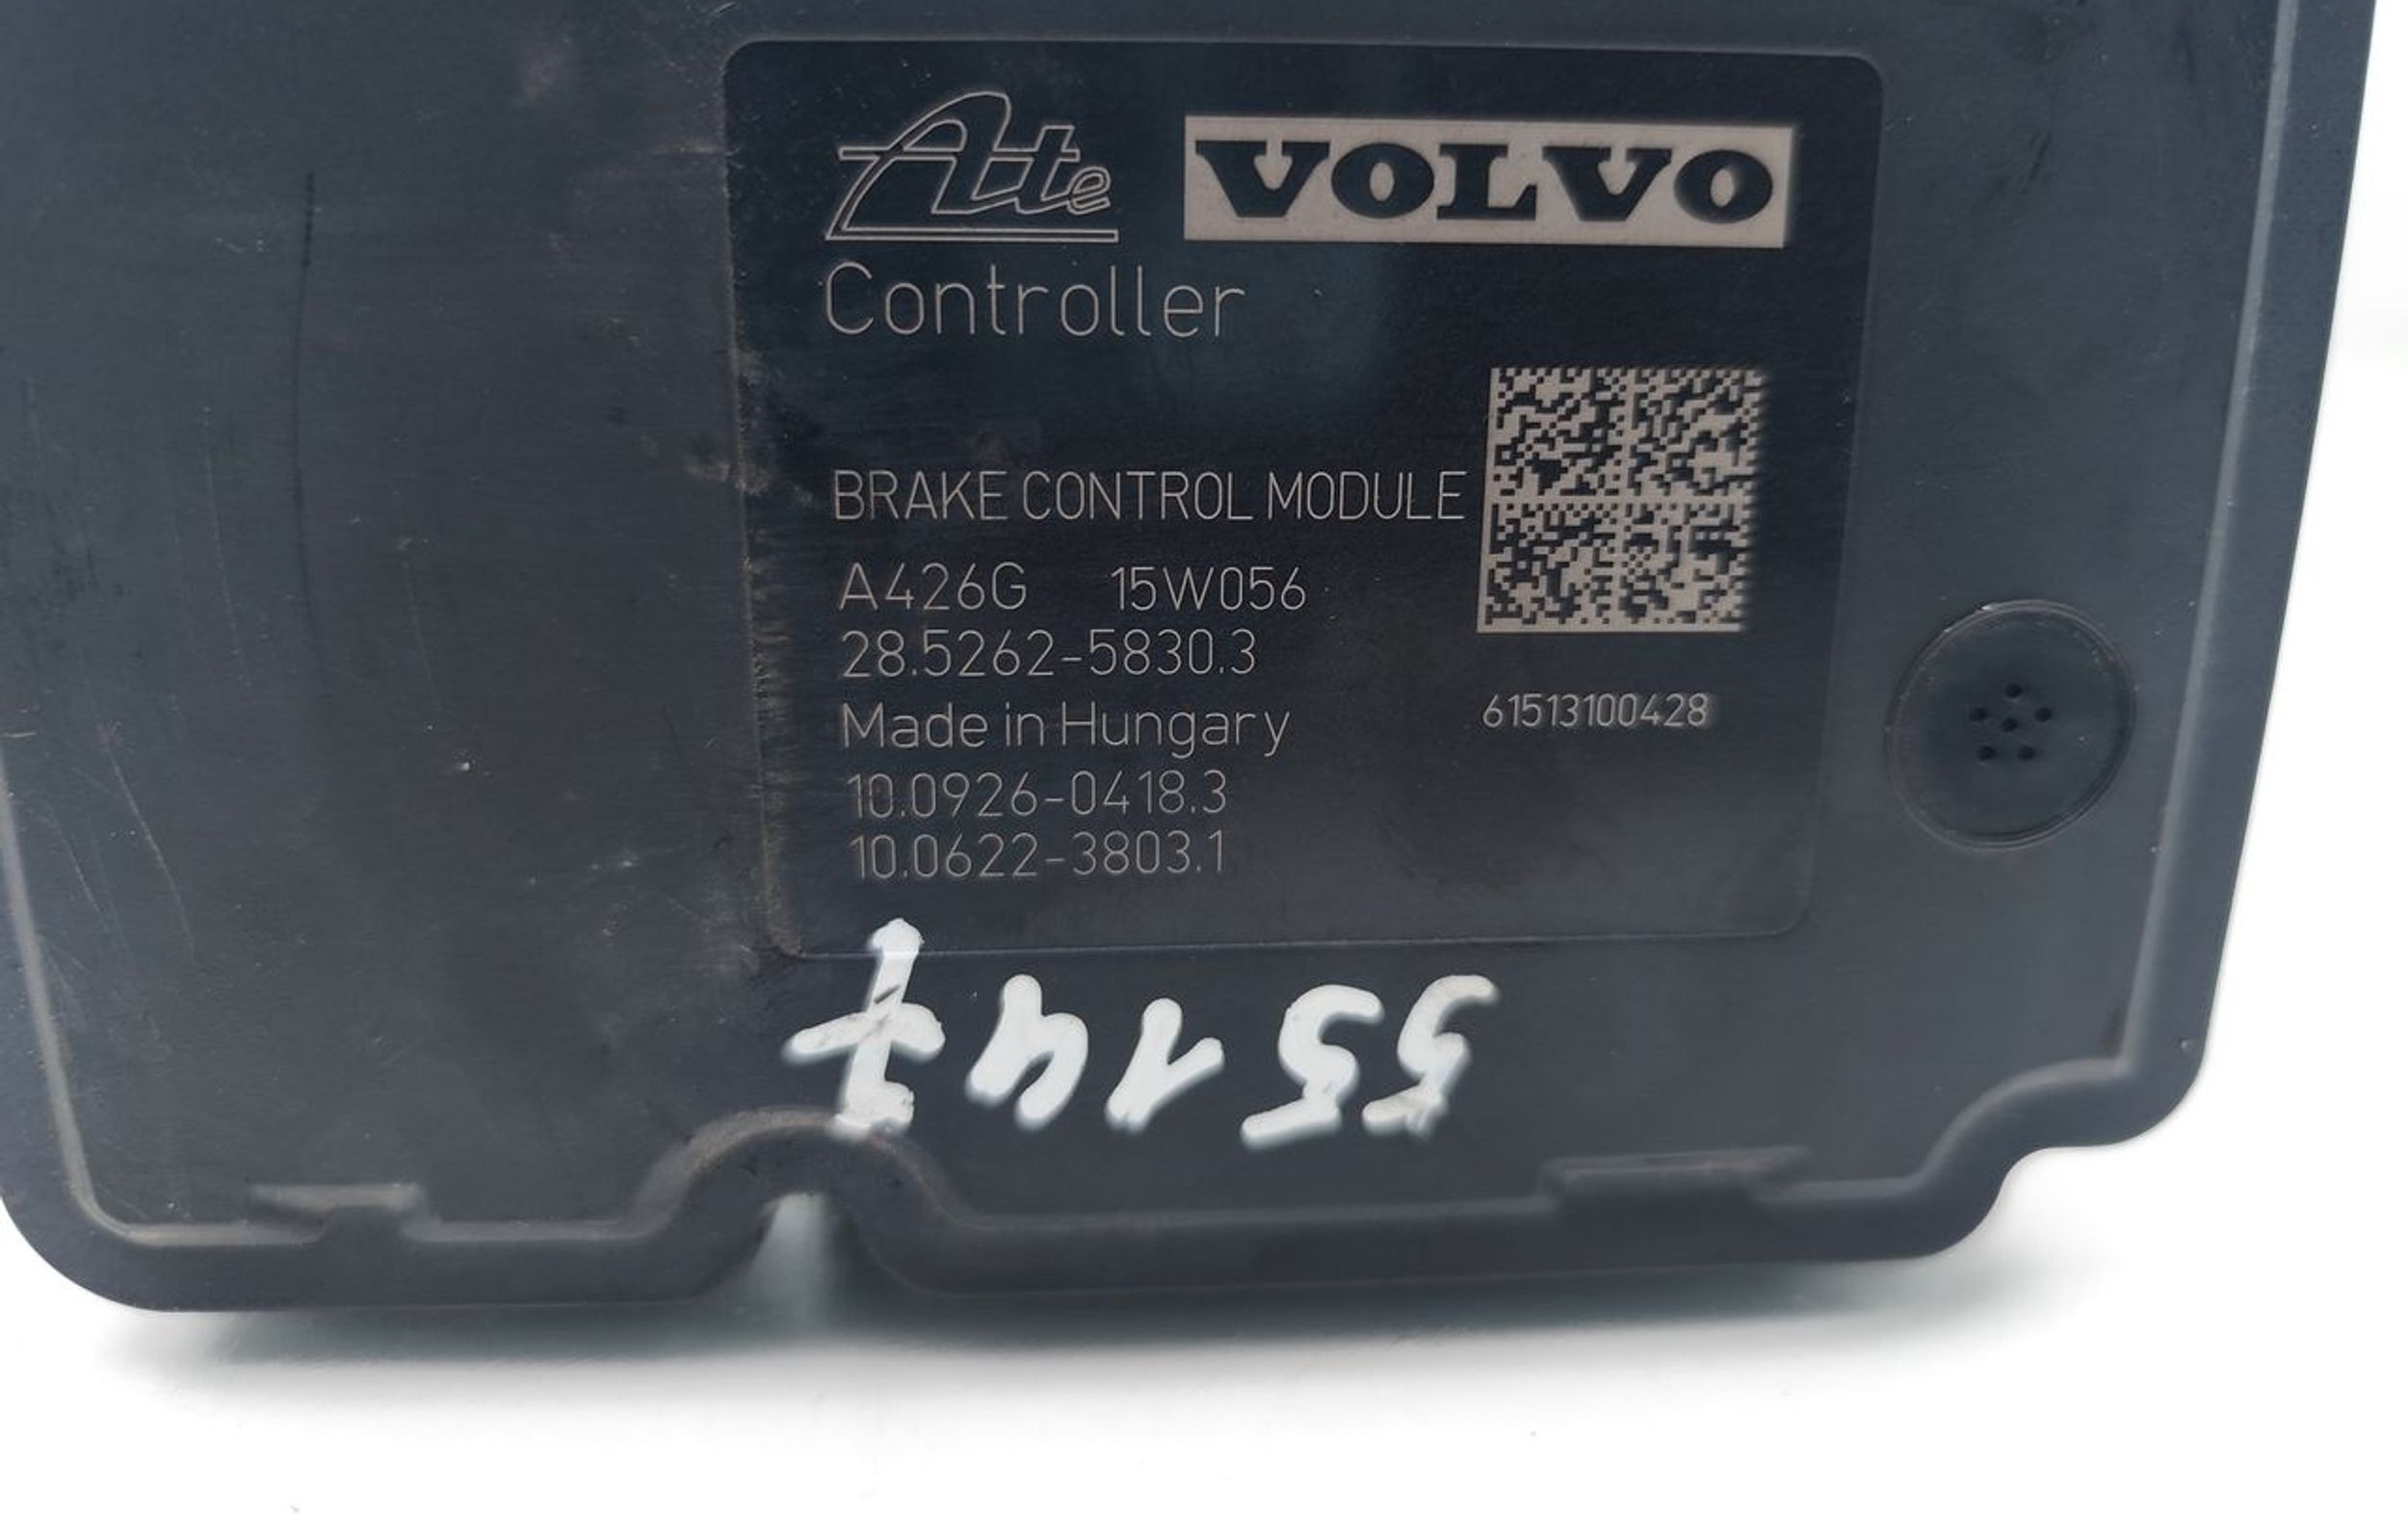 Ate VOLVO
Controller
BRAKE CONTROL MODULE
A426G 15W056
28.5262-5830.3
Made in Hungary
61513100428
10.0926-0418.3
10.0622-3803.1
55147